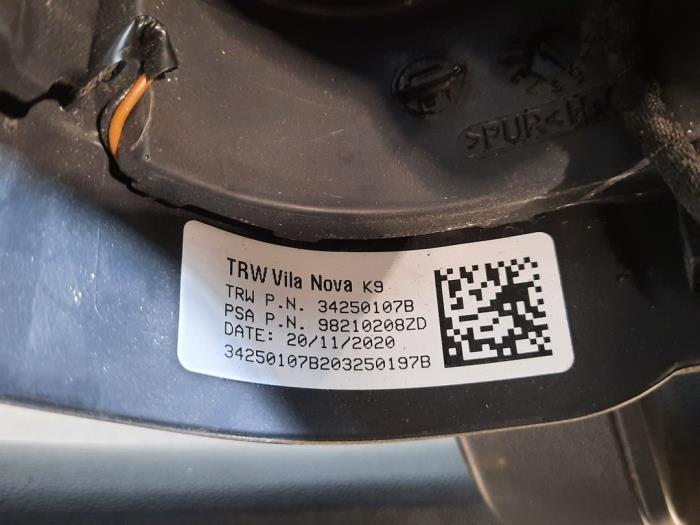 >PUR<
TRW Vila Nova K9
TRW P.N. 34250107B
PSA P.N. 98210208ZD
DATE: 20/11/2020
34250107B203250197B